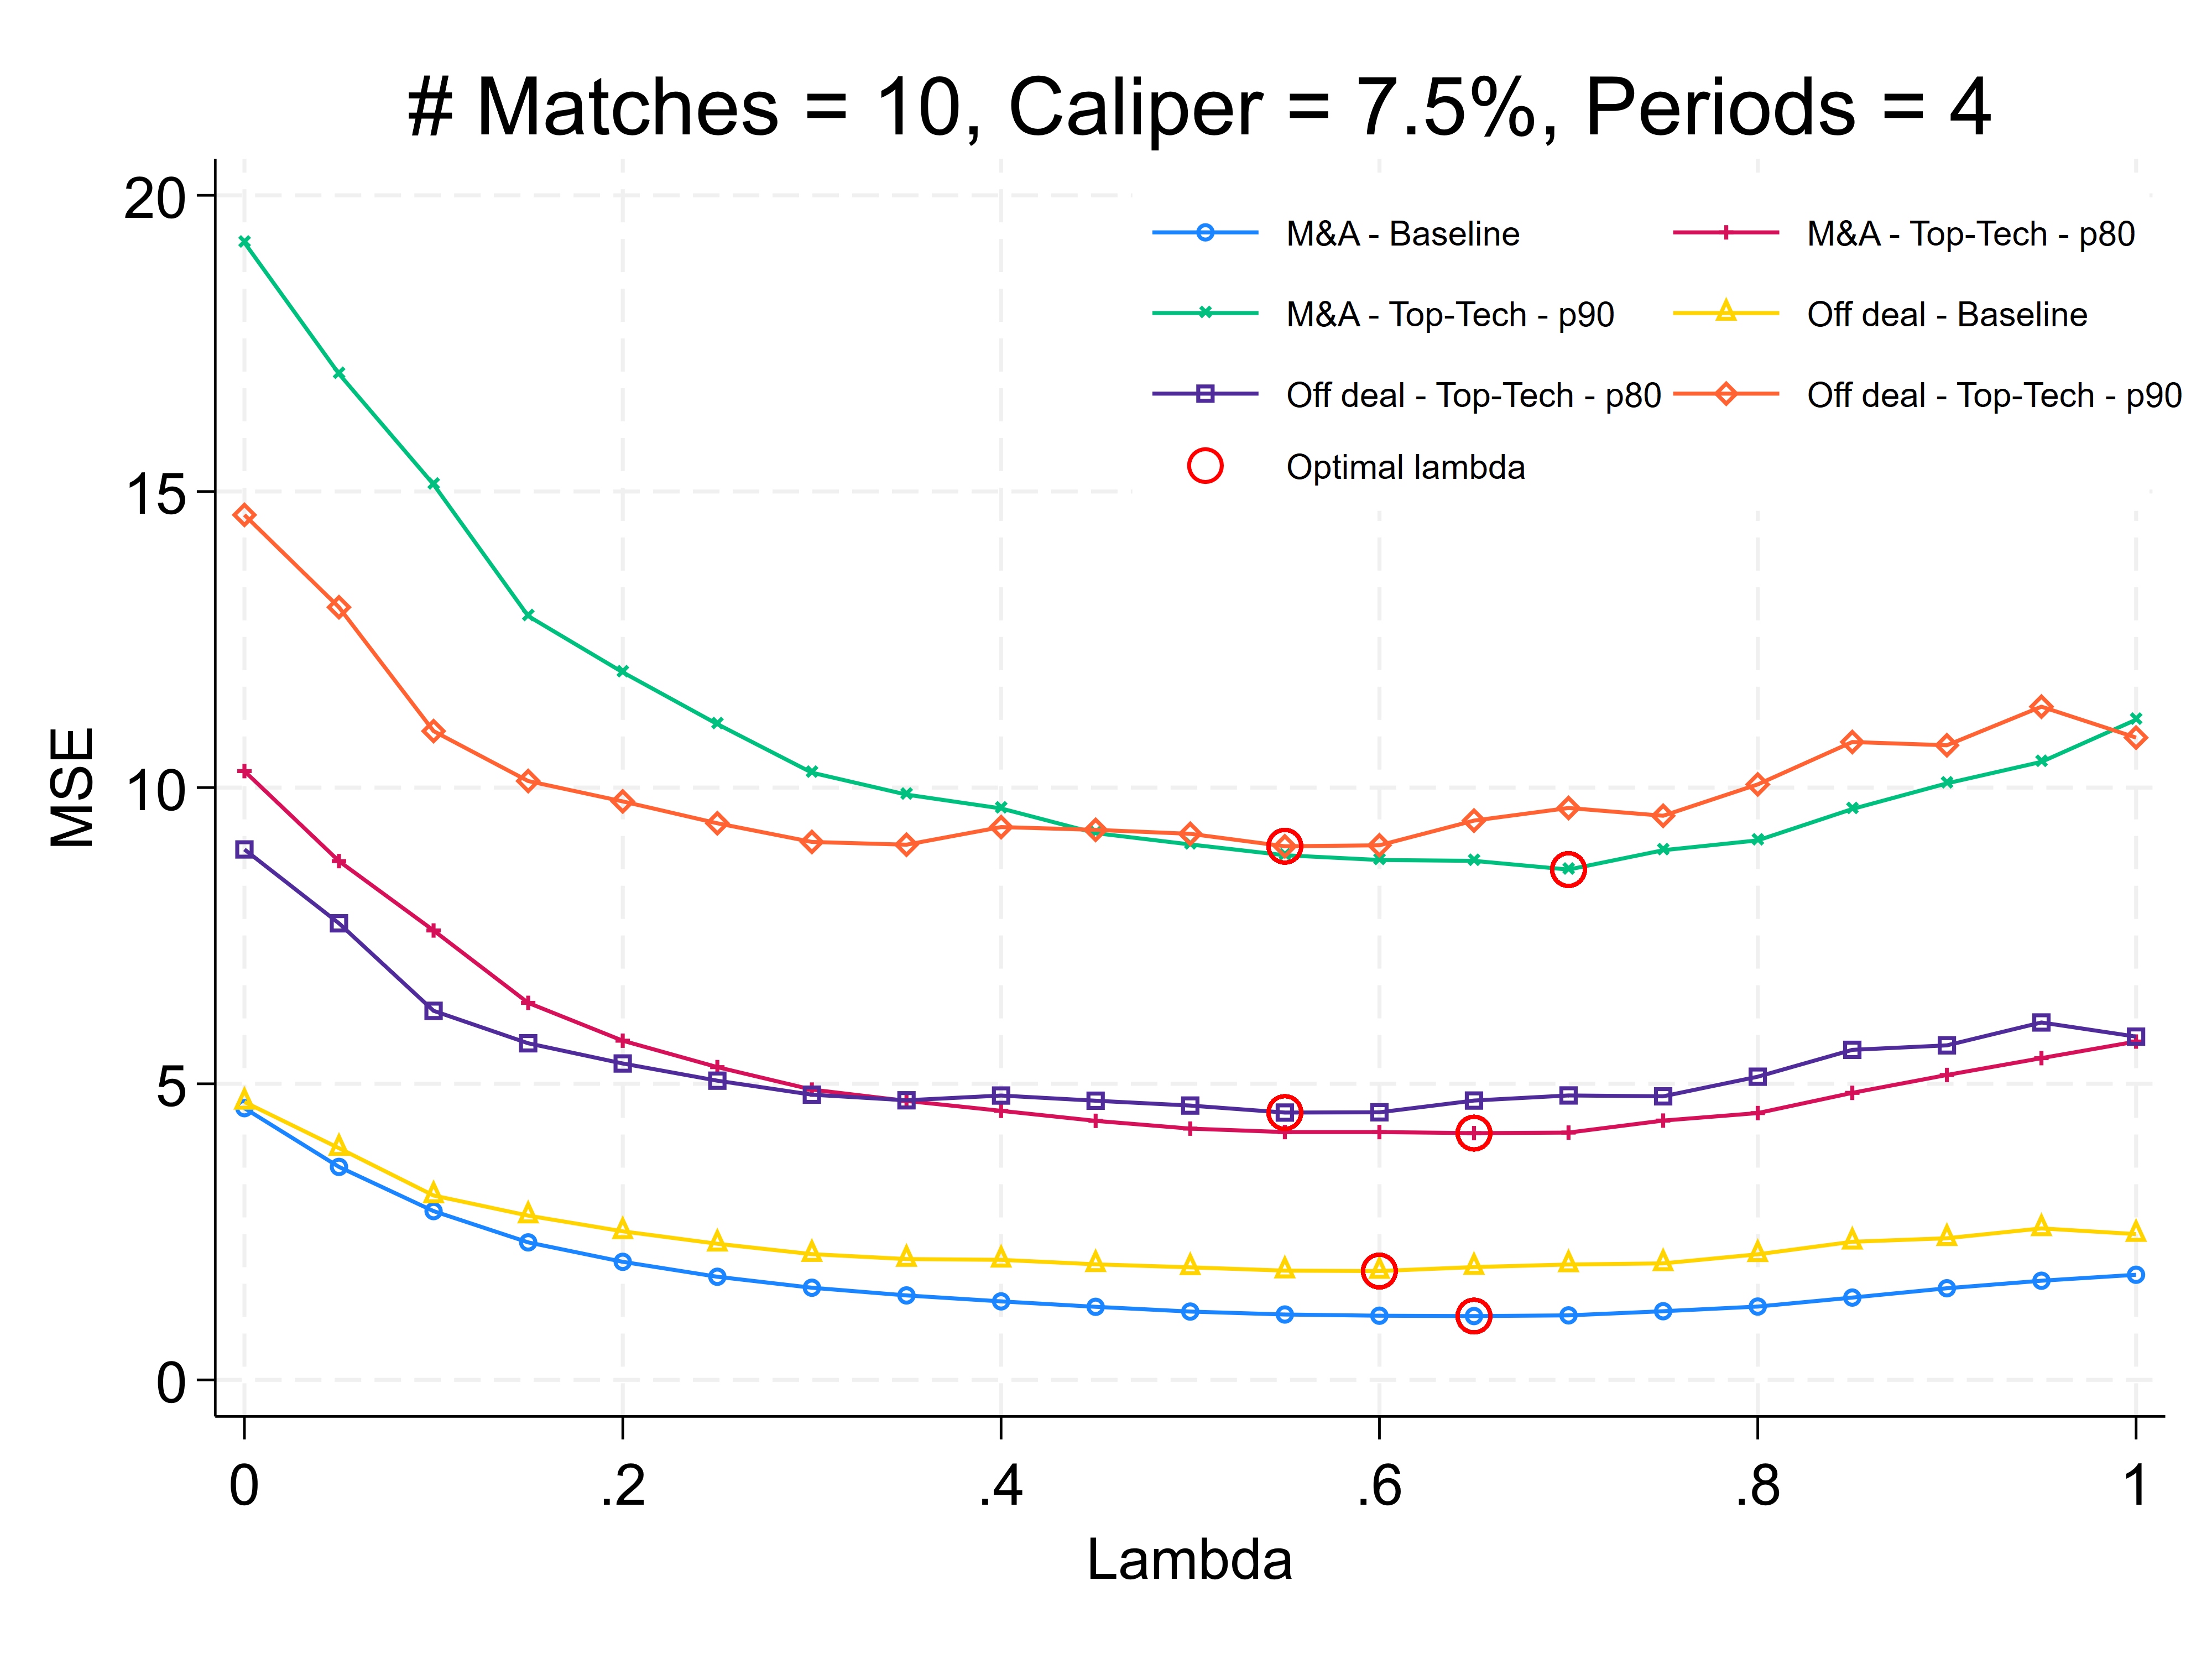 # Matches = 10, Caliper = 7.5%, Periods = 4
M&A - Baseline
M&A - Top-Tech - p80
M&A - Top-Tech - p90
Off deal - Baseline
Off deal - Top-Tech - p80
Off deal - Top-Tech - p90
Optimal lambda
MSE
20
15
10
5
0
0 .2 .4 .6 .8 1
Lambda